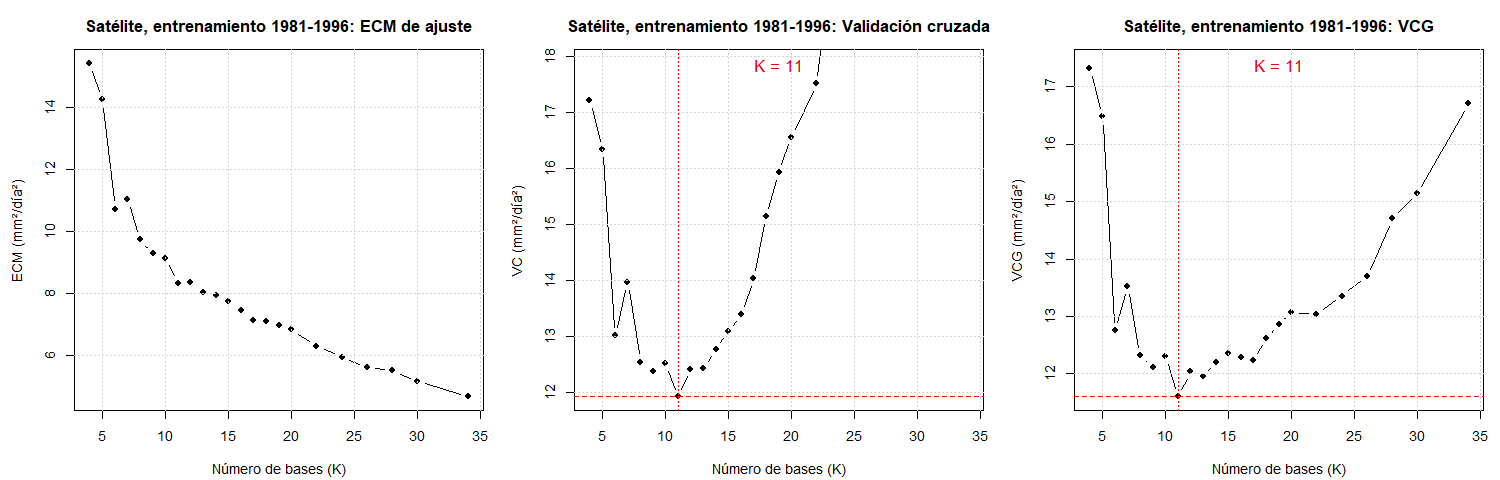 Satélite, entrenamiento 1981-1996: ECM de ajuste
ECM (mm²/día²)
14
12
10
8
6
5 10 15 20 25 30 35
Número de bases (K)
Satélite, entrenamiento 1981-1996: Validación cruzada
K = 11
VC (mm²/día²)
18
17
16
15
14
13
12
5 10 15 20 25 30 35
Número de bases (K)
Satélite, entrenamiento 1981-1996: VCG
K = 11
VCG (mm²/día²)
17
16
15
14
13
12
5 10 15 20 25 30 35
Número de bases (K)